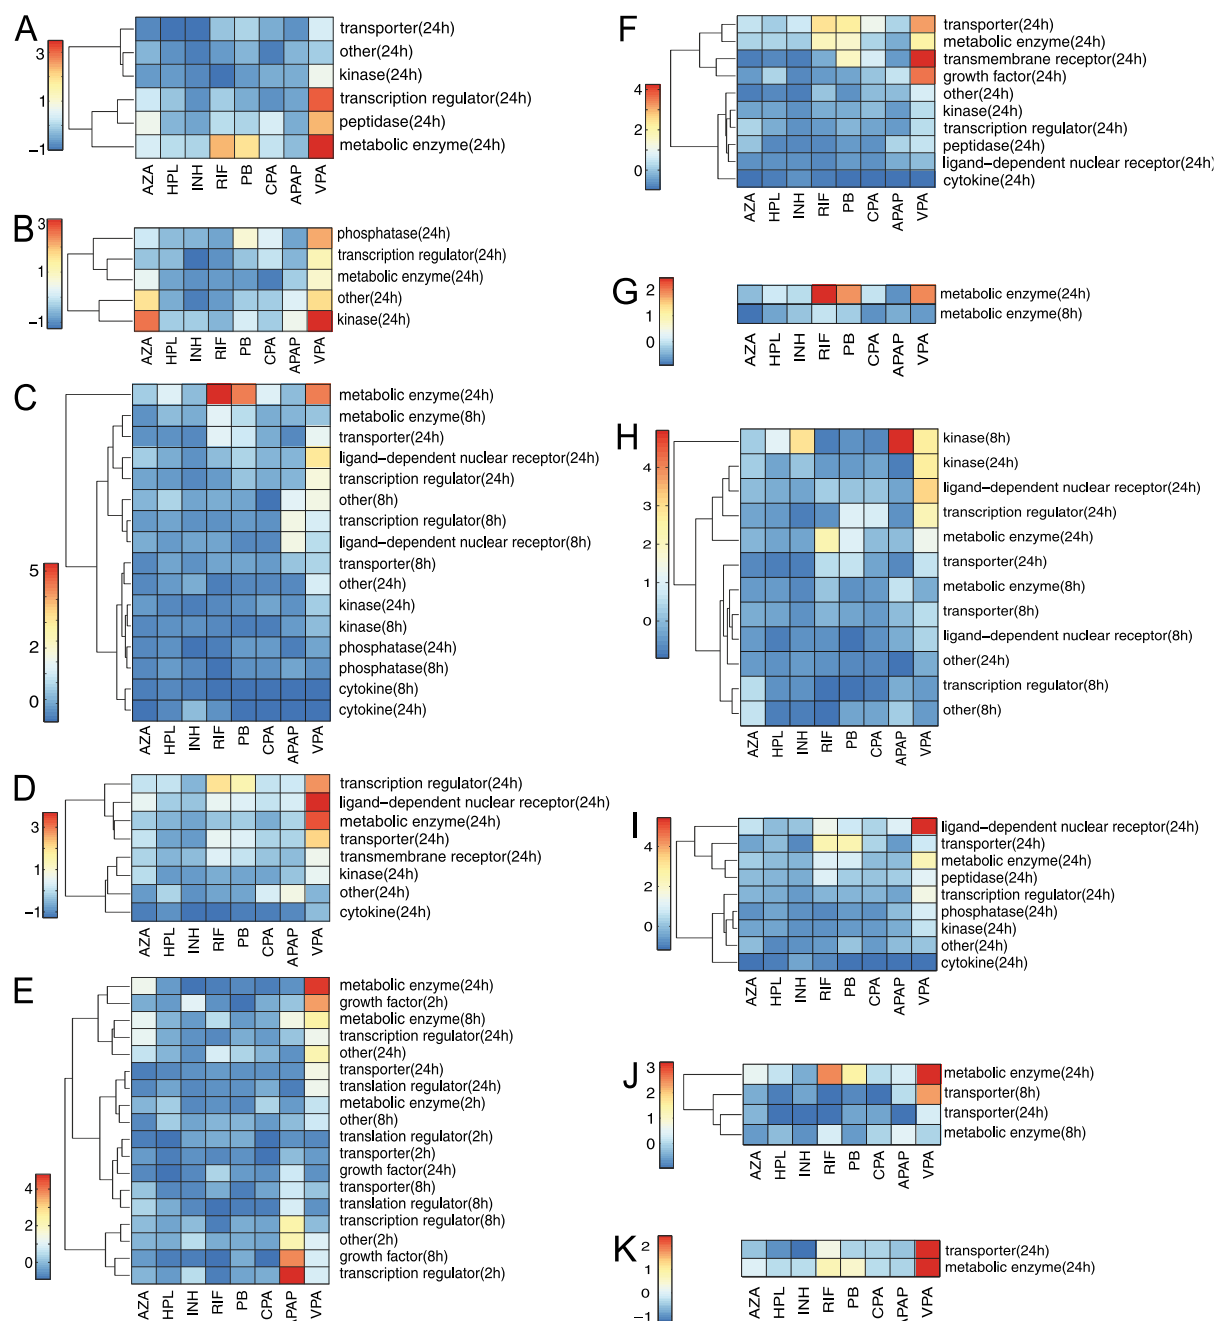 A
3
1
−1
transporter(24h)
other(24h)
kinase(24h)
transcription regulator(24h)
peptidase(24h)
metabolic enzyme(24h)
AZA HPL INH RIF PB CPA APAP VPA
B
3
1
−1
phosphatase(24h)
transcription regulator(24h)
metabolic enzyme(24h)
other(24h)
kinase(24h)
AZA HPL INH RIF PB CPA APAP VPA
C
5
2
0
metabolic enzyme(24h)
metabolic enzyme(8h)
transporter(24h)
ligand−dependent nuclear receptor(24h)
transcription regulator(24h)
other(8h)
transcription regulator(8h)
ligand−dependent nuclear receptor(8h)
transporter(8h)
other(24h)
kinase(24h)
kinase(8h)
phosphatase(24h)
phosphatase(8h)
cytokine(8h)
cytokine(24h)
AZA HPL INH RIF PB CPA APAP VPA
D
3
1
−1
transcription regulator(24h)
ligand−dependent nuclear receptor(24h)
metabolic enzyme(24h)
transporter(24h)
transmembrane receptor(24h)
kinase(24h)
other(24h)
cytokine(24h)
AZA HPL INH RIF PB CPA APAP VPA
E
4
2
0
metabolic enzyme(24h)
growth factor(2h)
metabolic enzyme(8h)
transcription regulator(24h)
other(24h)
transporter(24h)
translation regulator(24h)
metabolic enzyme(2h)
other(8h)
translation regulator(2h)
transporter(2h)
growth factor(24h)
transporter(8h)
translation regulator(8h)
transcription regulator(8h)
other(2h)
growth factor(8h)
transcription regulator(2h)
AZA HPL INH RIF PB CPA APAP VPA
F
4
2
0
transporter(24h)
metabolic enzyme(24h)
transmembrane receptor(24h)
growth factor(24h)
other(24h)
kinase(24h)
transcription regulator(24h)
peptidase(24h)
ligand−dependent nuclear receptor(24h)
cytokine(24h)
AZA HPL INH RIF PB CPA APAP VPA
G
2
1
0
metabolic enzyme(24h)
metabolic enzyme(8h)
AZA HPL INH RIF PB CPA APAP VPA
H
4
3
2
1
0
kinase(8h)
kinase(24h)
ligand−dependent nuclear receptor(24h)
transcription regulator(24h)
metabolic enzyme(24h)
transporter(24h)
metabolic enzyme(8h)
transporter(8h)
ligand−dependent nuclear receptor(8h)
other(24h)
transcription regulator(8h)
other(8h)
AZA HPL INH RIF PB CPA APAP VPA
I
4
2
0
ligand−dependent nuclear receptor(24h)
transporter(24h)
metabolic enzyme(24h)
peptidase(24h)
transcription regulator(24h)
phosphatase(24h)
kinase(24h)
other(24h)
cytokine(24h)
AZA HPL INH RIF PB CPA APAP VPA
J
3
2
1
0
metabolic enzyme(24h)
transporter(8h)
transporter(24h)
metabolic enzyme(8h)
AZA HPL INH RIF PB CPA APAP VPA
K
2
1
0
−1
transporter(24h)
metabolic enzyme(24h)
AZA HPL INH RIF PB CPA APAP VPA